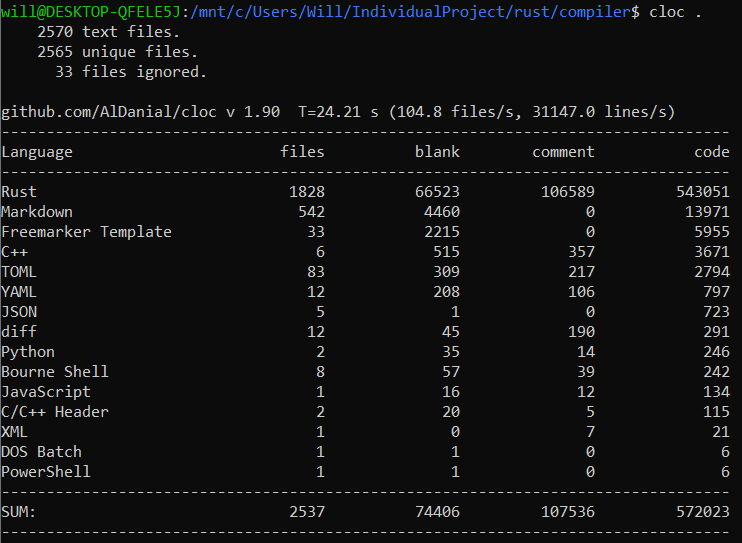 will@DESKTOP-QFELE5J:/mnt/c/Users/Will/IndividualProject/rust/compiler$ cloc .
    2570 text files.
    2565 unique files.
      33 files ignored.

github.com/AlDanial/cloc v 1.90  T=24.21 s (104.8 files/s, 31147.0 lines/s)
--------------------------------------------------------------------------------
Language                       files          blank        comment           code
--------------------------------------------------------------------------------
Rust                            1828          66523         106589         543051
Markdown                         542           4460              0          13971
Freemarker Template               33           2215              0           5955
C++                                6            515            357           3671
TOML                              83            309            217           2794
YAML                              12            208            106            797
JSON                               5              1              0            723
diff                              12             45            190            291
Python                             2             35             14            246
Bourne Shell                       8             57             39            242
JavaScript                         1             16             12            134
C/C++ Header                       2             20              5            115
XML                                1              0              7             21
DOS Batch                          1              1              0              6
PowerShell                         1              1              0              6
--------------------------------------------------------------------------------
SUM:                            2537          74406         107536         572023
--------------------------------------------------------------------------------